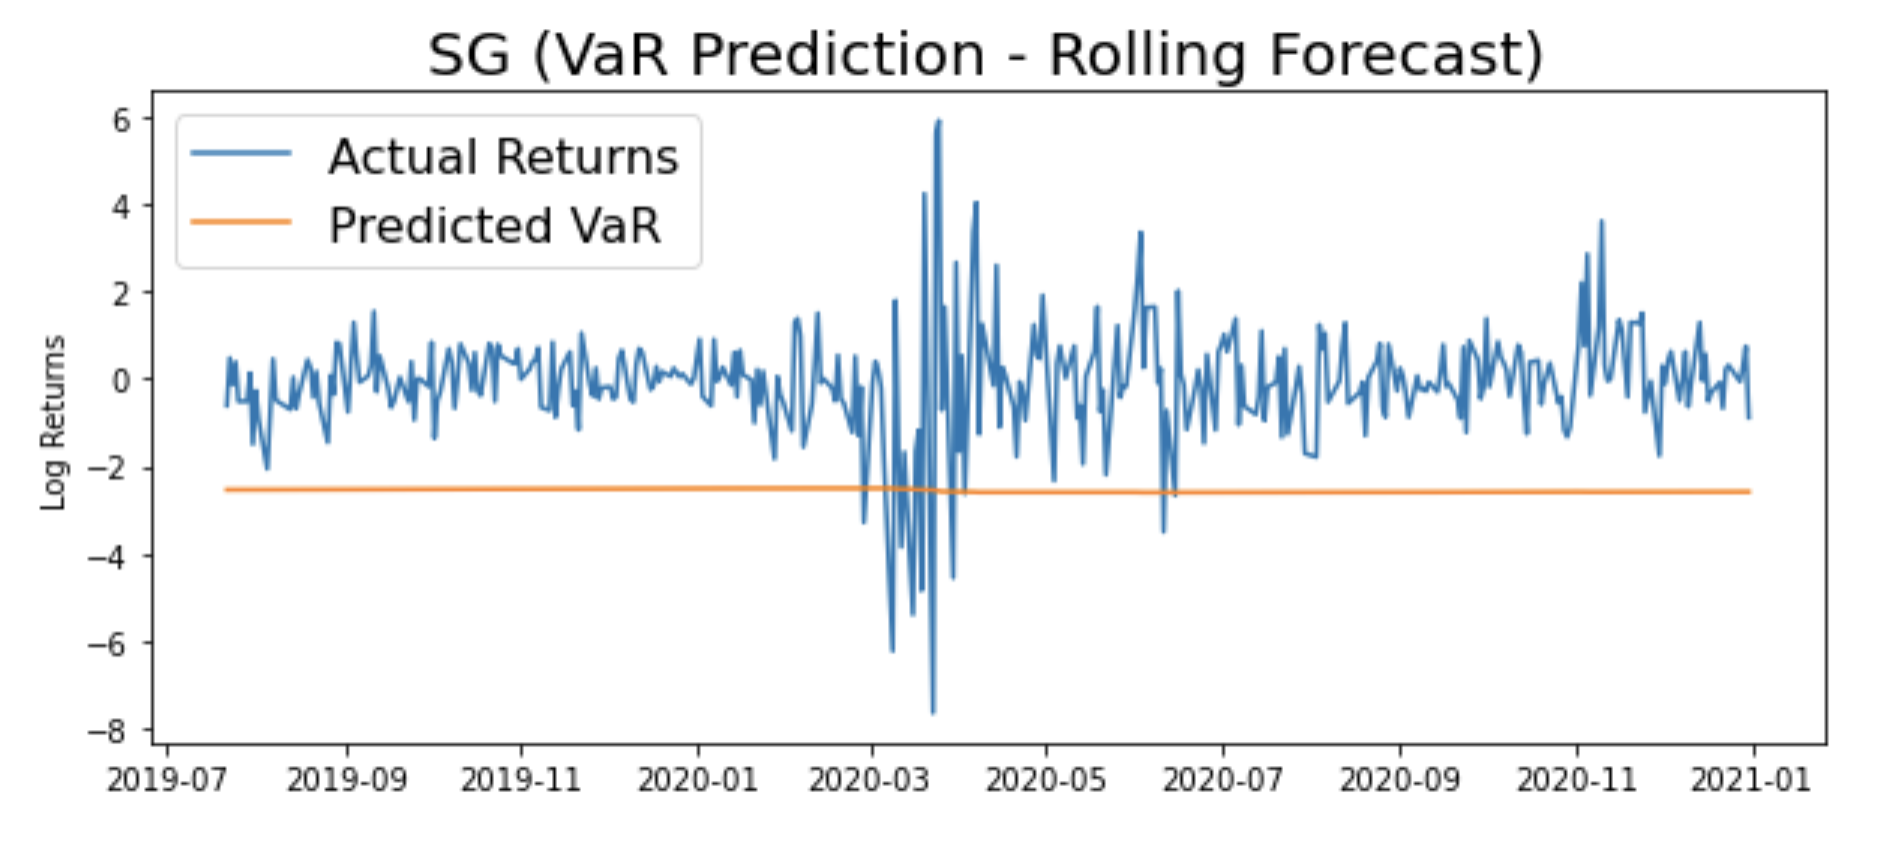 SG (VaR Prediction - Rolling Forecast)
Actual Returns
Predicted VaR
Log Returns
6
4
2
0
−2
−4
−6
−8
2019-07 2019-09 2019-11 2020-01 2020-03 2020-05 2020-07 2020-09 2020-11 2021-01